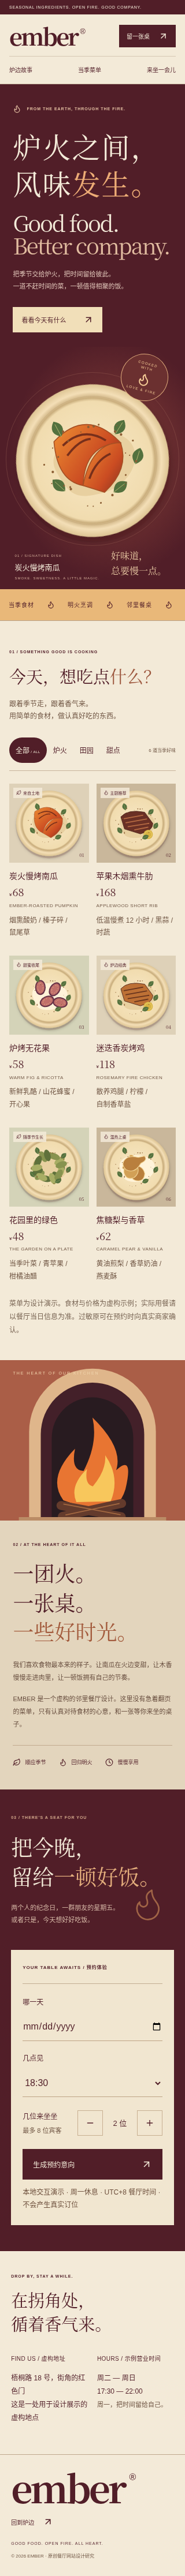 SEASONAL INGREDIENTS. OPEN FIRE. GOOD COMPANY.
ember®
留一张桌
炉边故事
当季菜单
来坐一会儿
FROM THE EARTH, THROUGH THE FIRE.
炉火之间，
风味发生。
Good food.
Better company.
把季节交给炉火，把时间留给彼此。
一道不赶时间的菜，一顿值得相聚的饭。
看看今天有什么
COOKED WITH
LOVE & FIRE
01 / SIGNATURE DISH
炭火慢烤南瓜
SMOKE, SWEETNESS, A LITTLE MAGIC.
好味道，
总要慢一点。
当季食材
明火烹调
邻里餐桌
01 / SOMETHING GOOD IS COOKING
今天，想吃点什么？
跟着季节走，跟着香气来。
用简单的食材，做认真好吃的东西。
全部 / ALL
炉火
田园
甜点
6 道当季好味
01
炭火慢烤南瓜
¥68
EMBER-ROASTED PUMPKIN
烟熏酸奶 / 榛子碎 /
鼠尾草
02
苹果木烟熏牛肋
¥168
APPLEWOOD SHORT RIB
低温慢煮 12 小时 / 黑蒜 /
时蔬
03
炉烤无花果
¥58
WARM FIG & RICOTTA
新鲜乳酪 / 山花蜂蜜 /
开心果
04
迷迭香炭烤鸡
¥118
ROSEMARY FIRE CHICKEN
散养鸡腿 / 柠檬 /
自制香草盐
05
花园里的绿色
¥48
THE GARDEN ON A PLATE
当季叶菜 / 青苹果 /
柑橘油醋
06
焦糖梨与香草
¥62
CARAMEL PEAR & VANILLA
黄油煎梨 / 香草奶油 /
燕麦酥
菜单为设计演示。食材与价格为虚构示例；实际用餐请以餐厅当日信息为准。过敏原可在预约时向真实商家确认。
THE HEART OF OUR
02 / AT THE HEART OF IT ALL
一团火。
一张桌。
一些好时光。
我们喜欢食物最本来的样子。让南瓜在火边变甜，让木香慢慢走进肉里，让一顿饭拥有自己的节奏。
EMBER 是一个虚构的邻里餐厅设计。这里没有急着翻页的菜单，只有认真对待食材的心意，和一张等你来坐的桌子。
顺应季节
回归明火
慢慢享用
03 / THERE'S A SEAT FOR YOU
把今晚，
留给一顿好饭。
两个人的纪念日，一群朋友的星期五，
或者只是，今天想好好吃饭。
YOUR TABLE AWAITS / 预约体验
哪一天
mm/dd/yyyy
几点见
18:30
几位来坐坐
最多 8 位宾客
−
2 位
+
生成预约意向
本地交互演示 · 周一休息 · UTC+8 餐厅时间 · 不会产生真实订位
DROP BY, STAY A WHILE.
在拐角处，
循着香气来。
FIND US / 虚构地址
梧桐路 18 号，街角的红色门
这是一处用于设计展示的虚构地点
HOURS / 示例营业时间
周二 — 周日
17:30 — 22:00
周一，把时间留给自己。
ember®
回到炉边
GOOD FOOD. OPEN FIRE. ALL HEART.
© 2026 EMBER · 原创餐厅网站设计研究